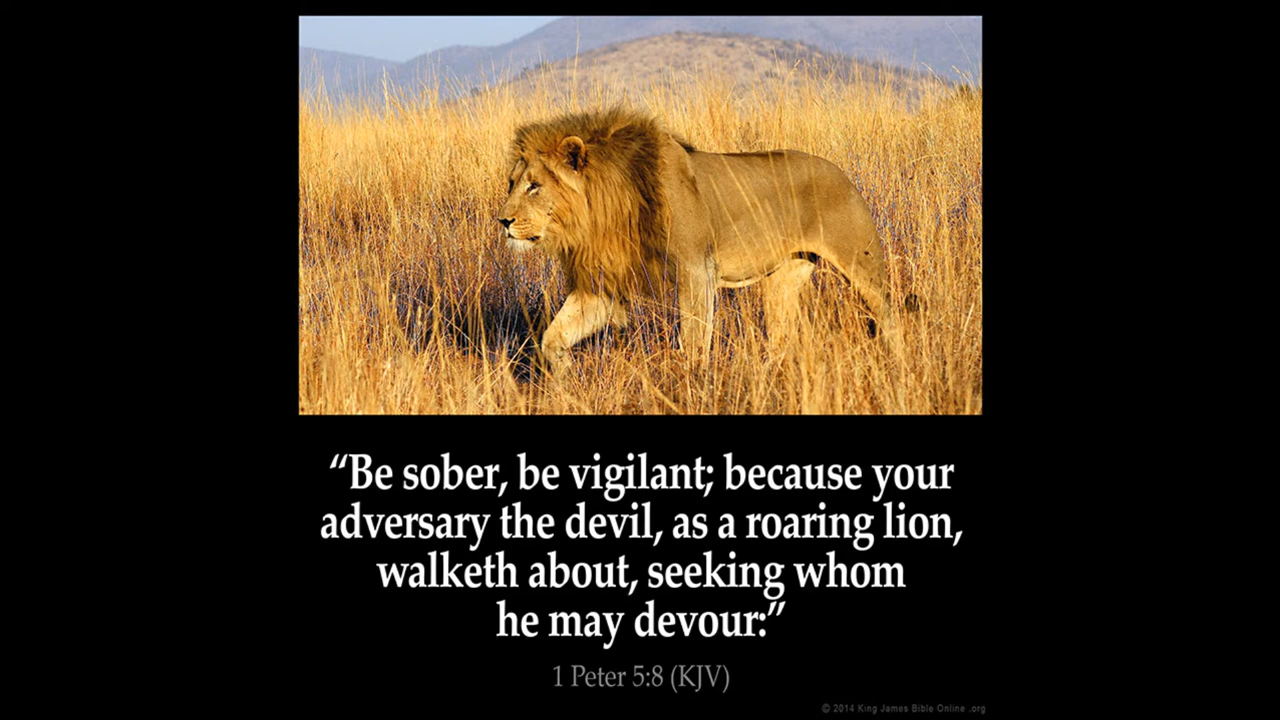 “Be sober, be vigilant; because your
adversary the devil, as a roaring lion,
walketh about, seeking whom
he may devour:”
1 Peter 5:8 (KJV)
© 2014 King James Bible Online .org